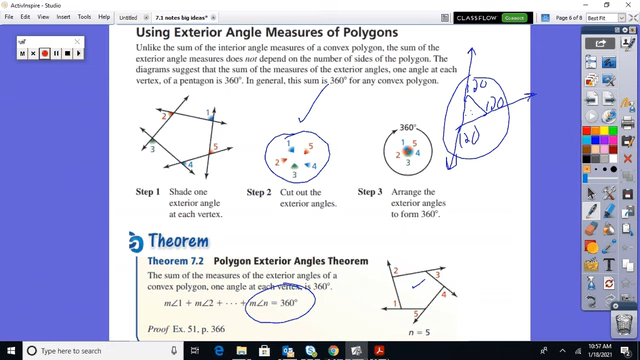 ActivInspire - Studio
Untitled
7.1 notes big ideas*
CLASSFLOW
Connect
Page 6 of 8
Best Fit
Using Exterior Angle Measures of Polygons
Unlike the sum of the interior angle measures of a convex polygon, the sum of the
exterior angle measures does not depend on the number of sides of the polygon. The
diagrams suggest that the sum of the measures of the exterior angles, one angle at each
vertex, of a pentagon is 360°. In general, this sum is 360° for any convex polygon.
120
120
120
1
2
3
4
5
1
5
2
4
3
360°
1
5
2
4
3
Step 1 Shade one
exterior angle
at each vertex.
Step 2 Cut out the
exterior angles.
Step 3 Arrange the
exterior angles
to form 360°.
Theorem
Theorem 7.2 Polygon Exterior Angles Theorem
The sum of the measures of the exterior angles of a
convex polygon, one angle at each vertex, is 360°.
m∠1 + m∠2 + · · · + m∠n = 360°
Proof Ex. 51, p. 366
2
3
4
1
5
n = 5
Type here to search
10:57 AM
1/18/2021